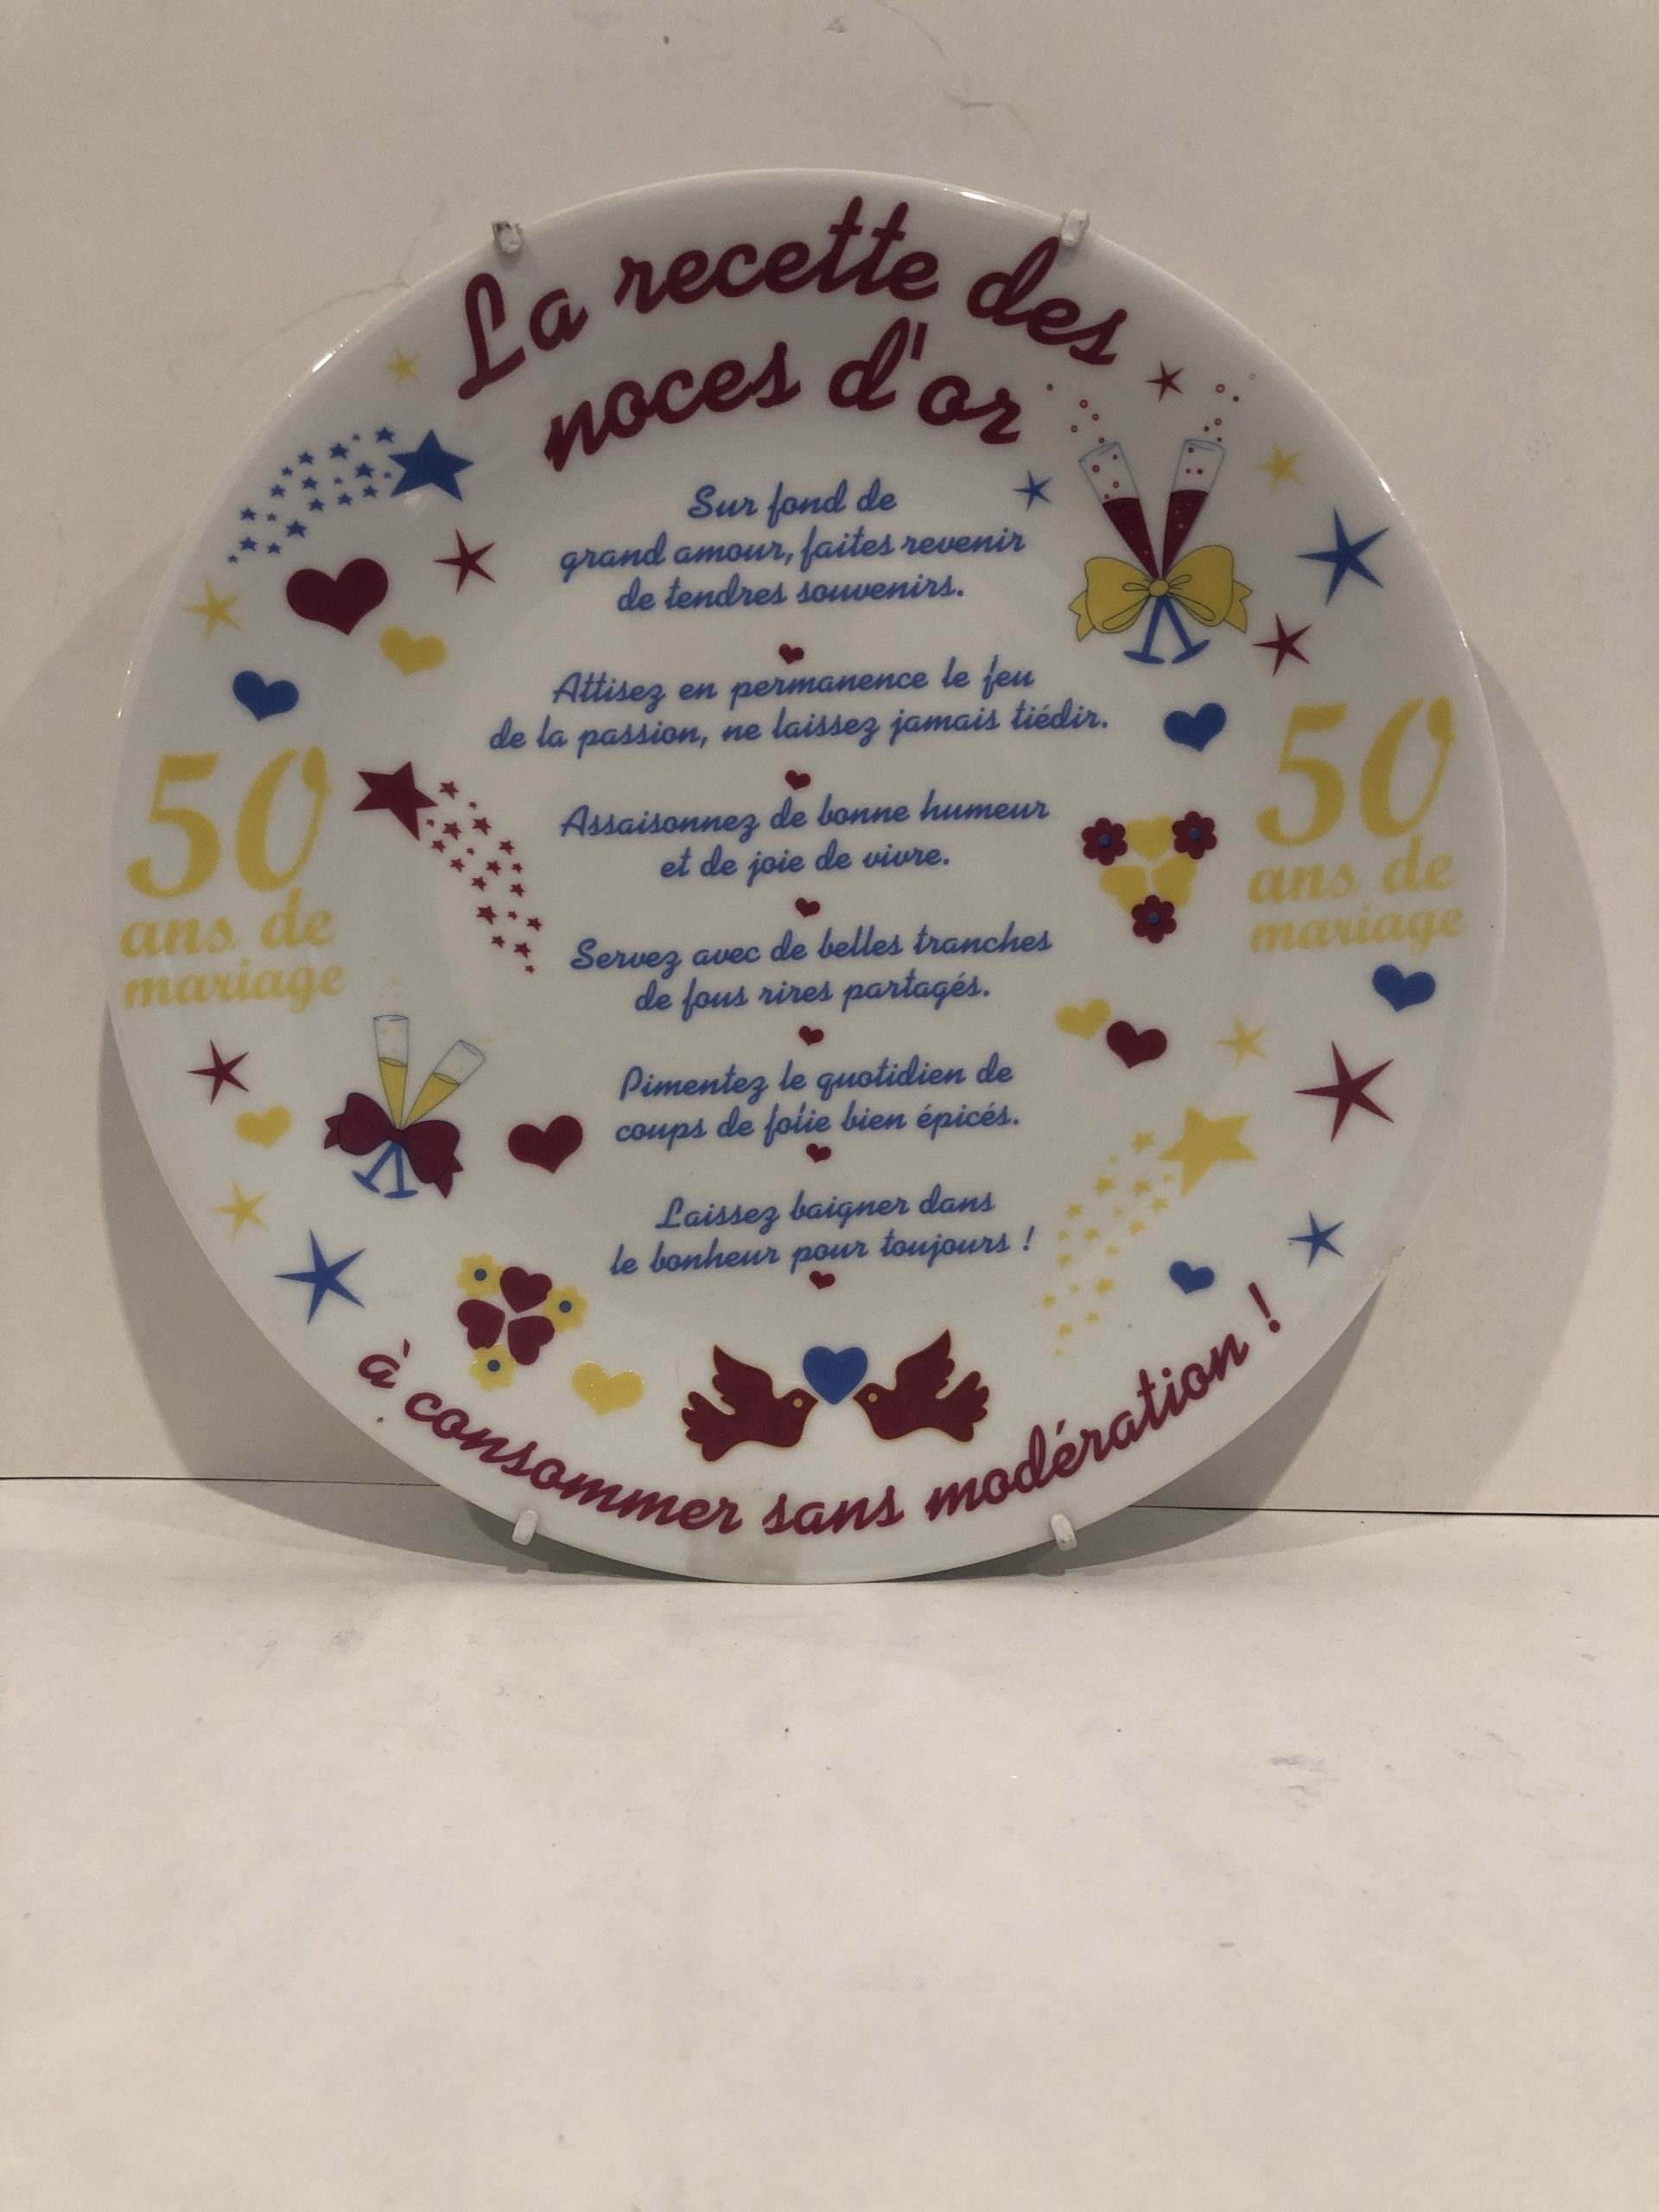 La recette des
noces d'or
Sur fond de
grand amour, faites revenir
de tendres souvenirs.
Attisez en permanence le feu
de la passion, ne laissez jamais tiédir.
50
ans de
mariage
50
ans de
mariage
Assaisonnez de bonne humeur
et de joie de vivre.
Servez avec de belles tranches
de fous rires partagés.
Pimentez le quotidien de
coups de folie bien épicés.
Laissez baigner dans
le bonheur pour toujours !
à consommer sans modération !